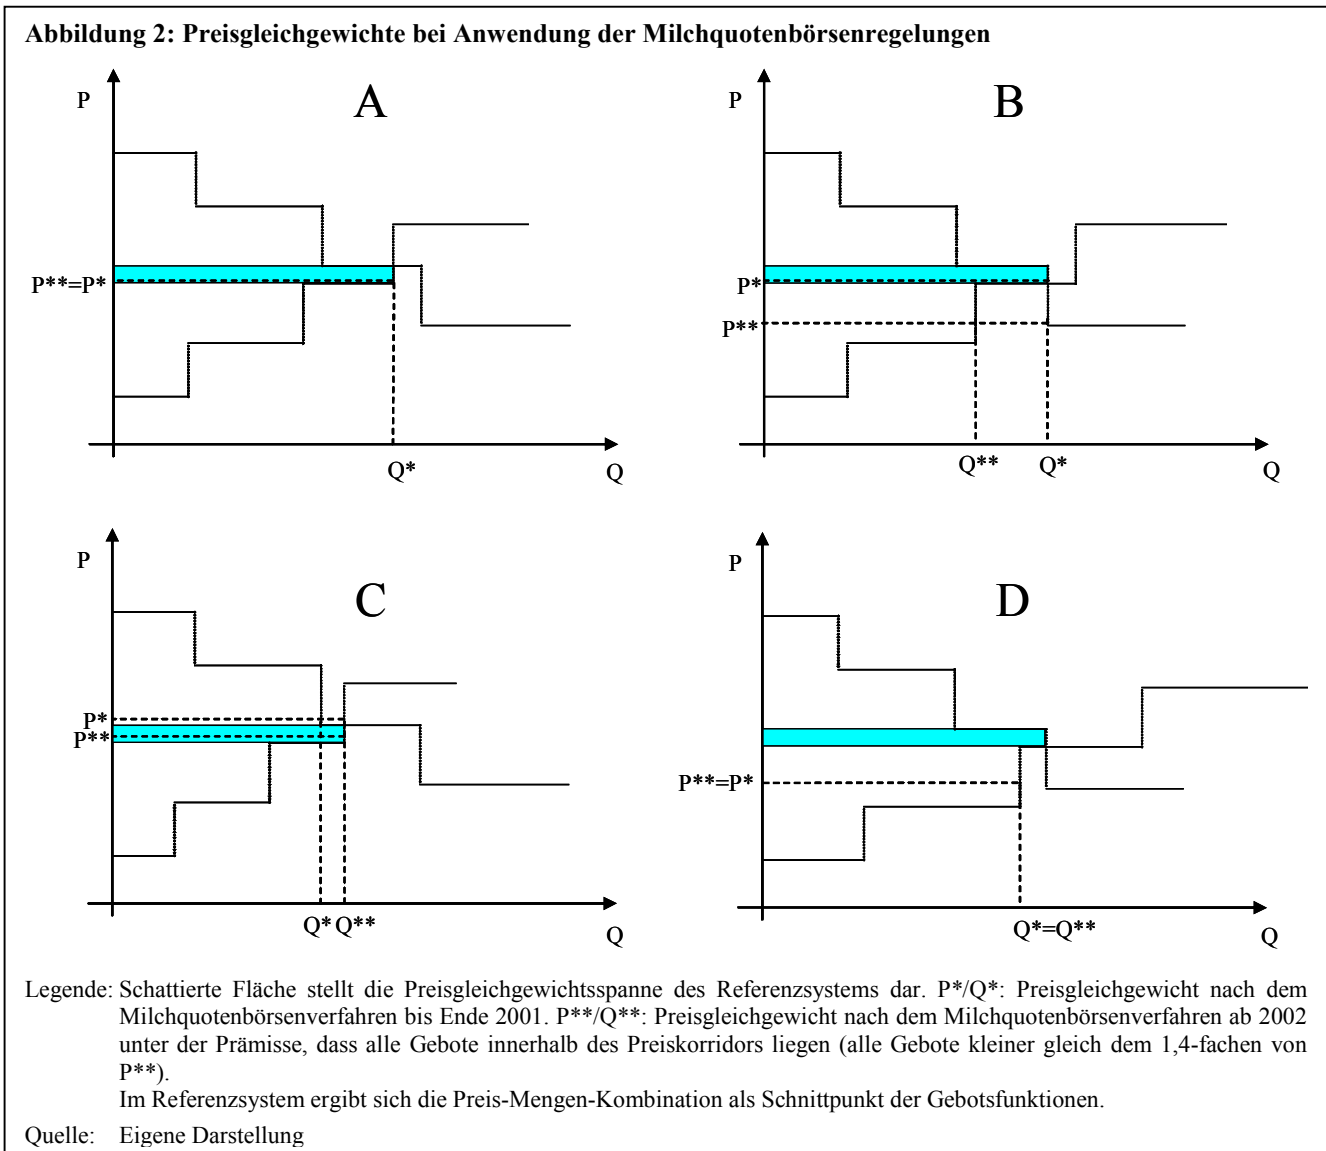 Abbildung 2: Preisgleichgewichte bei Anwendung der Milchquotenbörsenregelungen
P
A
P**=P*
Q*
Q
P
B
P*
P**
Q**
Q*
Q
P
C
P*
P**
Q*
Q**
Q
P
D
P**=P*
Q*=Q**
Q
Legende: Schattierte Fläche stellt die Preisgleichgewichtsspanne des Referenzsystems dar. P*/Q*: Preisgleichgewicht nach dem
Milchquotenbörsenverfahren bis Ende 2001. P**/Q**: Preisgleichgewicht nach dem Milchquotenbörsenverfahren ab 2002
unter der Prämisse, dass alle Gebote innerhalb des Preiskorridors liegen (alle Gebote kleiner gleich dem 1,4-fachen von
P**).
Im Referenzsystem ergibt sich die Preis-Mengen-Kombination als Schnittpunkt der Gebotsfunktionen.
Quelle: Eigene Darstellung